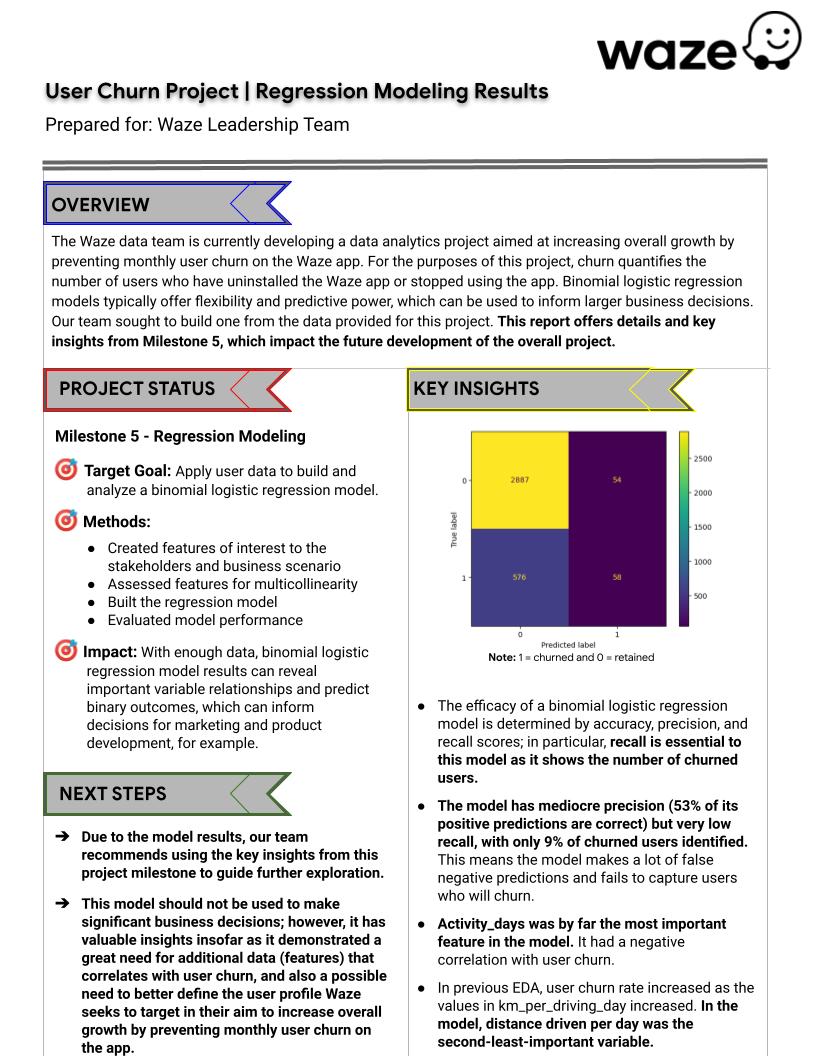 waze
User Churn Project | Regression Modeling Results
Prepared for: Waze Leadership Team
OVERVIEW
The Waze data team is currently developing a data analytics project aimed at increasing overall growth by
preventing monthly user churn on the Waze app. For the purposes of this project, churn quantifies the
number of users who have uninstalled the Waze app or stopped using the app. Binomial logistic regression
models typically offer flexibility and predictive power, which can be used to inform larger business decisions.
Our team sought to build one from the data provided for this project. This report offers details and key
insights from Milestone 5, which impact the future development of the overall project.
PROJECT STATUS
Milestone 5 - Regression Modeling
Target Goal: Apply user data to build and
analyze a binomial logistic regression model.
Methods:
● Created features of interest to the
stakeholders and business scenario
● Assessed features for multicollinearity
● Built the regression model
● Evaluated model performance
Impact: With enough data, binomial logistic
regression model results can reveal
important variable relationships and predict
binary outcomes, which can inform
decisions for marketing and product
development, for example.
NEXT STEPS
➔ Due to the model results, our team
recommends using the key insights from this
project milestone to guide further exploration.
➔ This model should not be used to make
significant business decisions; however, it has
valuable insights insofar as it demonstrated a
great need for additional data (features) that
correlates with user churn, and also a possible
need to better define the user profile Waze
seeks to target in their aim to increase overall
growth by preventing monthly user churn on
the app.
KEY INSIGHTS
2887
54
576
58
0
1
True label
0
1
Predicted label
2500
2000
1500
1000
500
Note: 1 = churned and 0 = retained
● The efficacy of a binomial logistic regression
model is determined by accuracy, precision, and
recall scores; in particular, recall is essential to
this model as it shows the number of churned
users.
● The model has mediocre precision (53% of its
positive predictions are correct) but very low
recall, with only 9% of churned users identified.
This means the model makes a lot of false
negative predictions and fails to capture users
who will churn.
● Activity_days was by far the most important
feature in the model. It had a negative
correlation with user churn.
● In previous EDA, user churn rate increased as the
values in km_per_driving_day increased. In the
model, distance driven per day was the
second-least-important variable.